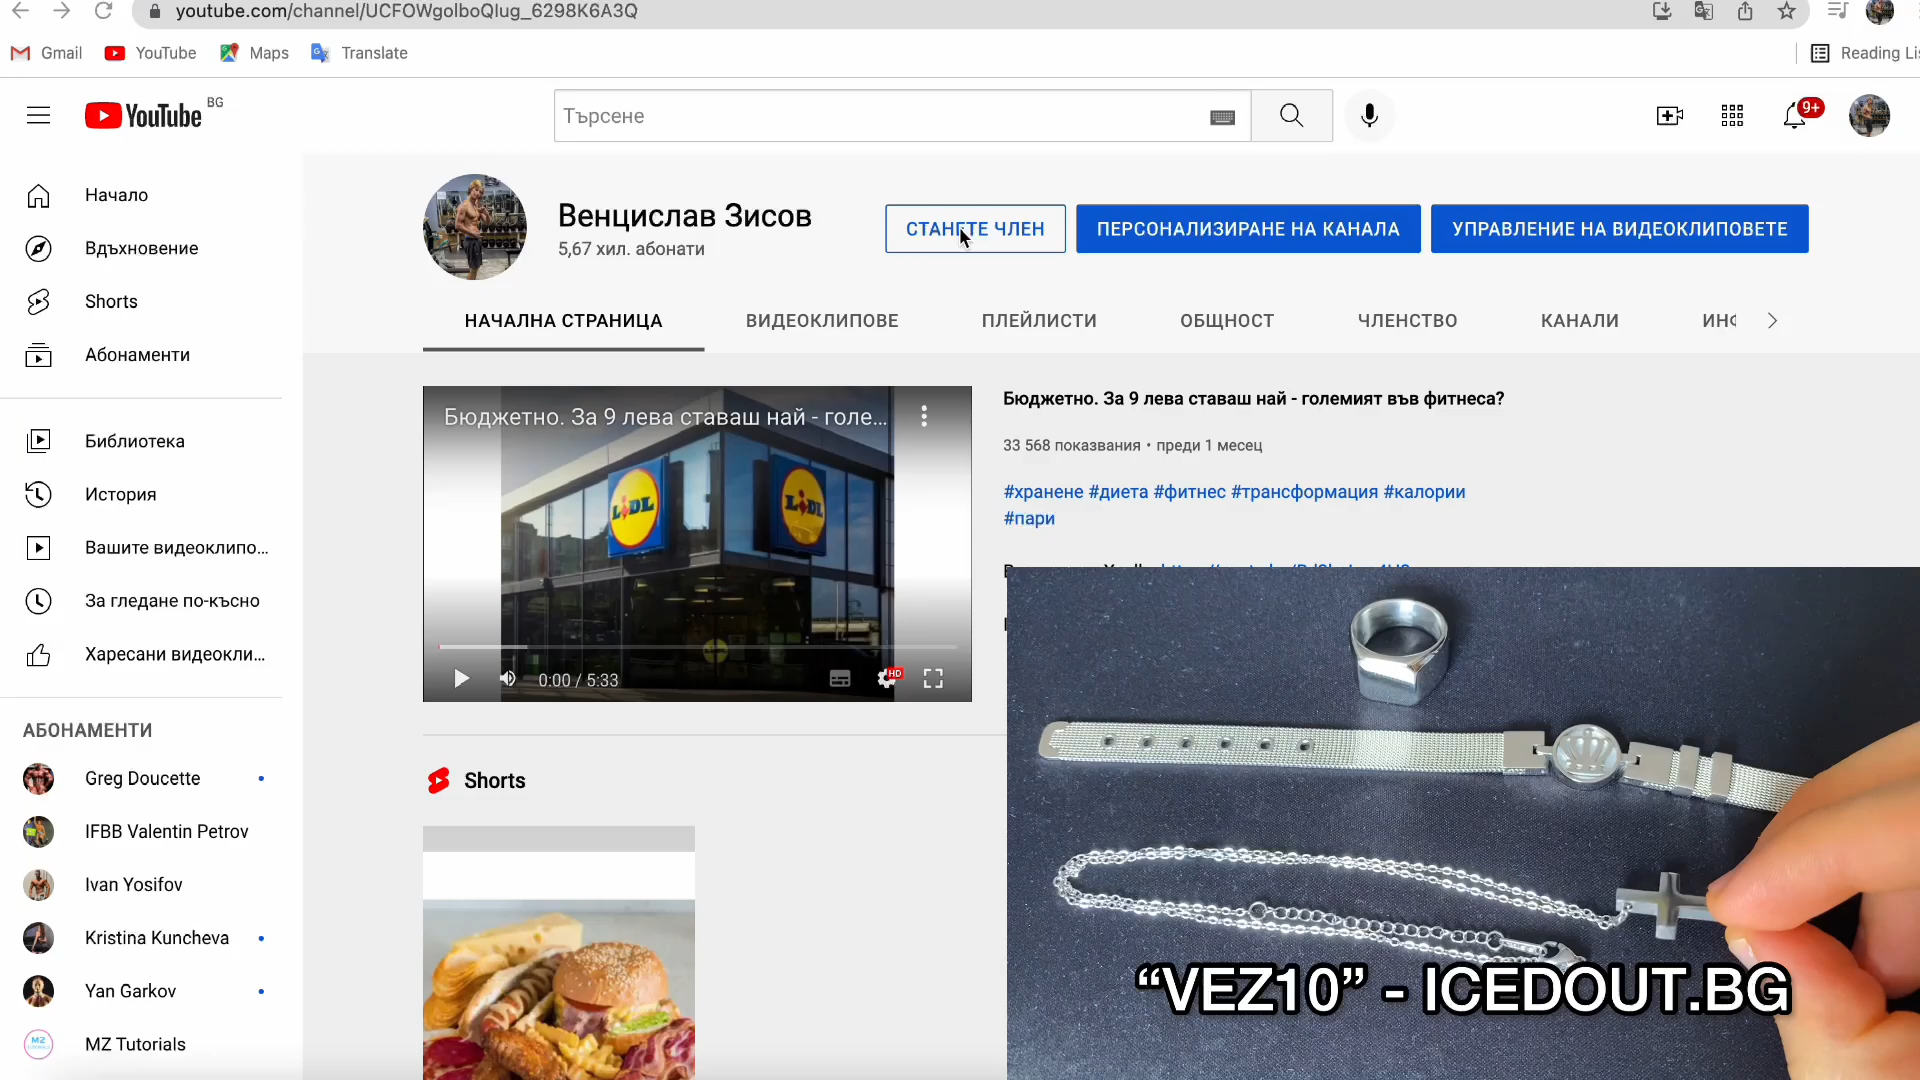 youtube.com/channel/UCFOWgolboQlug_6298K6A3Q
Gmail YouTube Maps Translate Reading Lis
YouTube BG
Търсене
9+
Начало
Вдъхновение
Shorts
Абонаменти
Библиотека
История
Вашите видеоклипо...
За гледане по-късно
Харесани видеокли...
АБОНАМЕНТИ
Greg Doucette
IFBB Valentin Petrov
Ivan Yosifov
Kristina Kuncheva
Yan Garkov
MZ Tutorials
Венцислав Зисов
5,67 хил. абонати
СТАНЕТЕ ЧЛЕН
ПЕРСОНАЛИЗИРАНЕ НА КАНАЛА
УПРАВЛЕНИЕ НА ВИДЕОКЛИПОВЕТЕ
НАЧАЛНА СТРАНИЦА ВИДЕОКЛИПОВЕ ПЛЕЙЛИСТИ ОБЩНОСТ ЧЛЕНСТВО КАНАЛИ
Бюджетно. За 9 лева ставаш най - голе...
LIDL LIDL
0:00 / 5:33
HD
Бюджетно. За 9 лева ставаш най - големият във фитнеса?
33 568 показвания • преди 1 месец
#хранене #диета #фитнес #трансформация #калории
#пари
Shorts
“VEZ10” - ICEDOUT.BG